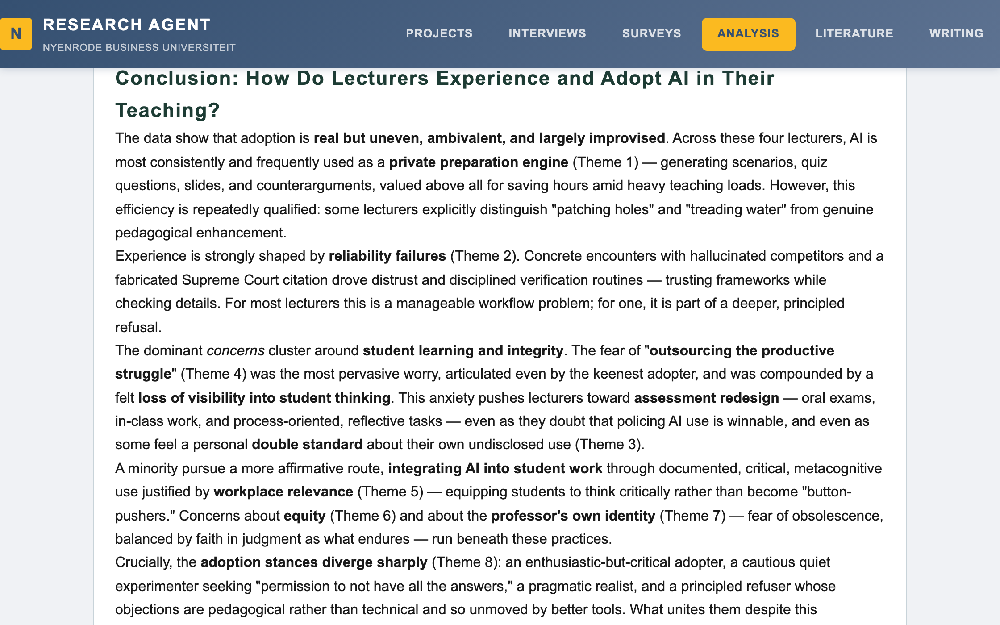 N
RESEARCH AGENT
NYENRODE BUSINESS UNIVERSITEIT
PROJECTS
INTERVIEWS
SURVEYS
ANALYSIS
LITERATURE
WRITING
Conclusion: How Do Lecturers Experience and Adopt AI in Their
Teaching?
The data show that adoption is real but uneven, ambivalent, and largely improvised. Across these four lecturers, AI is
most consistently and frequently used as a private preparation engine (Theme 1) — generating scenarios, quiz
questions, slides, and counterarguments, valued above all for saving hours amid heavy teaching loads. However, this
efficiency is repeatedly qualified: some lecturers explicitly distinguish "patching holes" and "treading water" from genuine
pedagogical enhancement.
Experience is strongly shaped by reliability failures (Theme 2). Concrete encounters with hallucinated competitors and a
fabricated Supreme Court citation drove distrust and disciplined verification routines — trusting frameworks while
checking details. For most lecturers this is a manageable workflow problem; for one, it is part of a deeper, principled
refusal.
The dominant concerns cluster around student learning and integrity. The fear of "outsourcing the productive
struggle" (Theme 4) was the most pervasive worry, articulated even by the keenest adopter, and was compounded by a
felt loss of visibility into student thinking. This anxiety pushes lecturers toward assessment redesign — oral exams,
in-class work, and process-oriented, reflective tasks — even as they doubt that policing AI use is winnable, and even as
some feel a personal double standard about their own undisclosed use (Theme 3).
A minority pursue a more affirmative route, integrating AI into student work through documented, critical, metacognitive
use justified by workplace relevance (Theme 5) — equipping students to think critically rather than become "button-
pushers." Concerns about equity (Theme 6) and about the professor's own identity (Theme 7) — fear of obsolescence,
balanced by faith in judgment as what endures — run beneath these practices.
Crucially, the adoption stances diverge sharply (Theme 8): an enthusiastic-but-critical adopter, a cautious quiet
experimenter seeking "permission to not have all the answers," a pragmatic realist, and a principled refuser whose
objections are pedagogical rather than technical and so unmoved by better tools. What unites them despite this